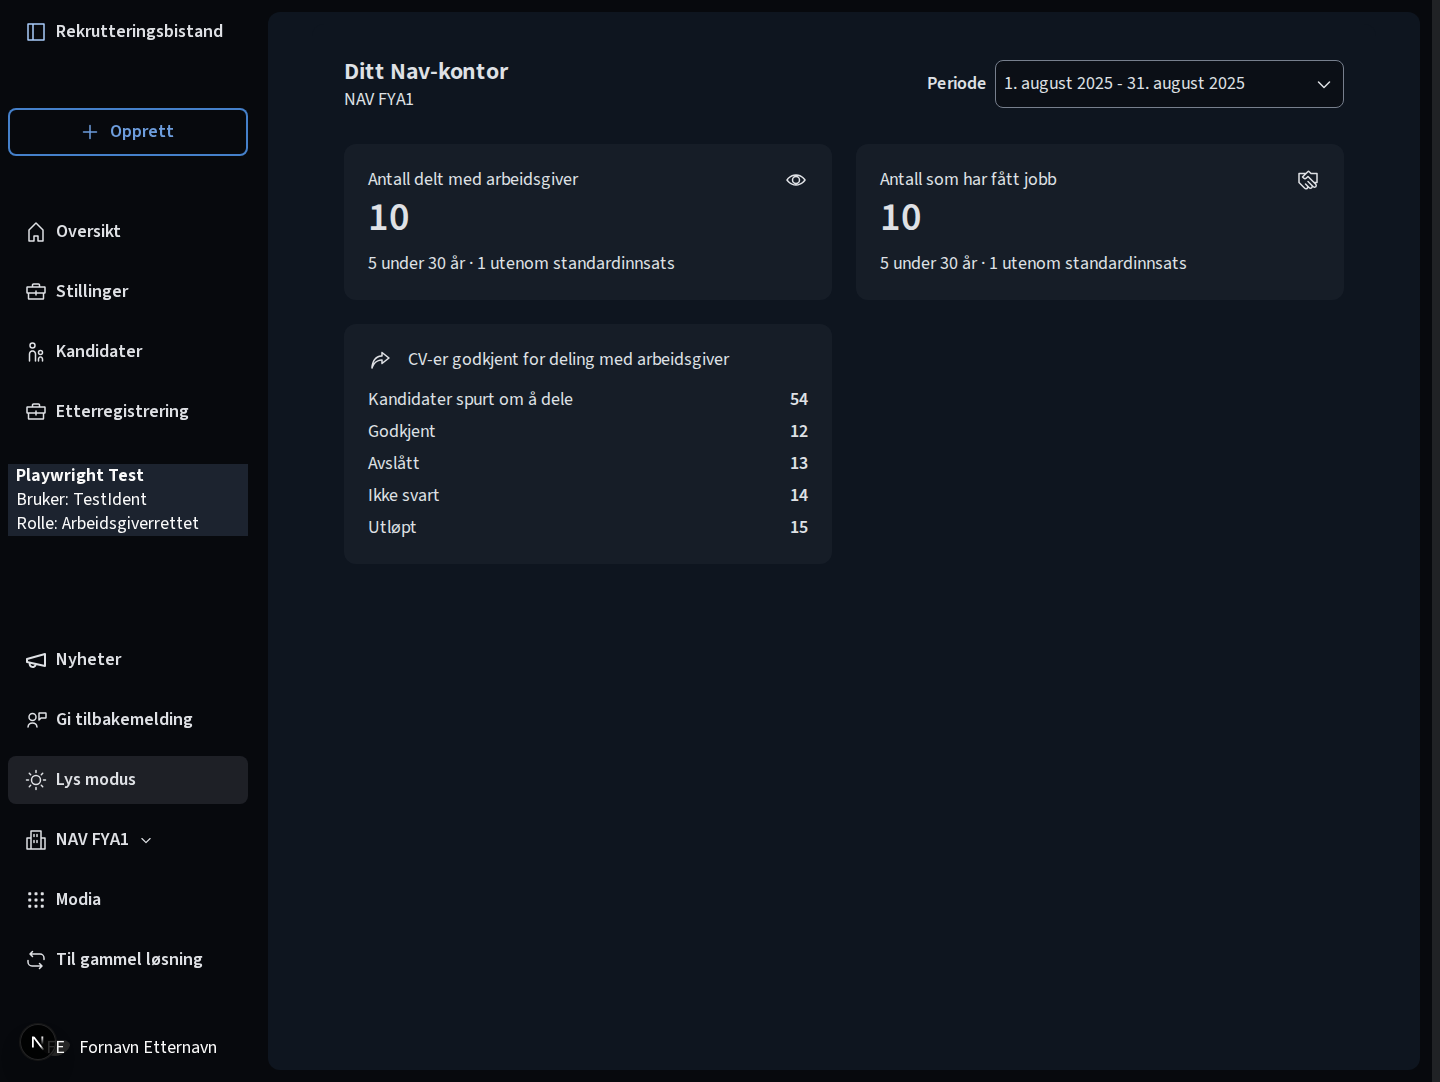 Rekrutteringsbistand
Opprett
Oversikt
Stillinger
Kandidater
Etterregistrering
Playwright Test
Bruker: TestIdent
Rolle: Arbeidsgiverrettet
Nyheter
Gi tilbakemelding
Lys modus
NAV FYA1
Modia
Til gammel løsning
N
FE
Fornavn Etternavn
Ditt Nav-kontor
NAV FYA1
Periode
1. august 2025 - 31. august 2025
Antall delt med arbeidsgiver
10
5 under 30 år · 1 utenom standardinnsats
Antall som har fått jobb
10
5 under 30 år · 1 utenom standardinnsats
CV-er godkjent for deling med arbeidsgiver
Kandidater spurt om å dele 54
Godkjent 12
Avslått 13
Ikke svart 14
Utløpt 15